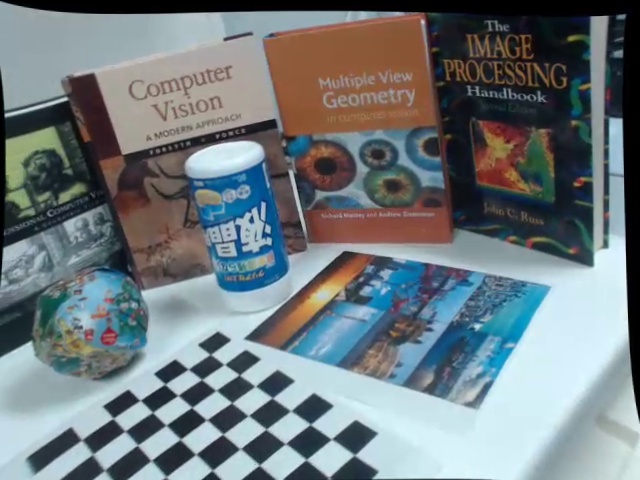 Computer
Vision
A MODERN APPROACH
FORSYTH • PONCE
Multiple View
Geometry
in computer vision
Richard Hartley and Andrew Zisserman
The
IMAGE
PROCESSING
Handbook
Second Edition
John C. Russ